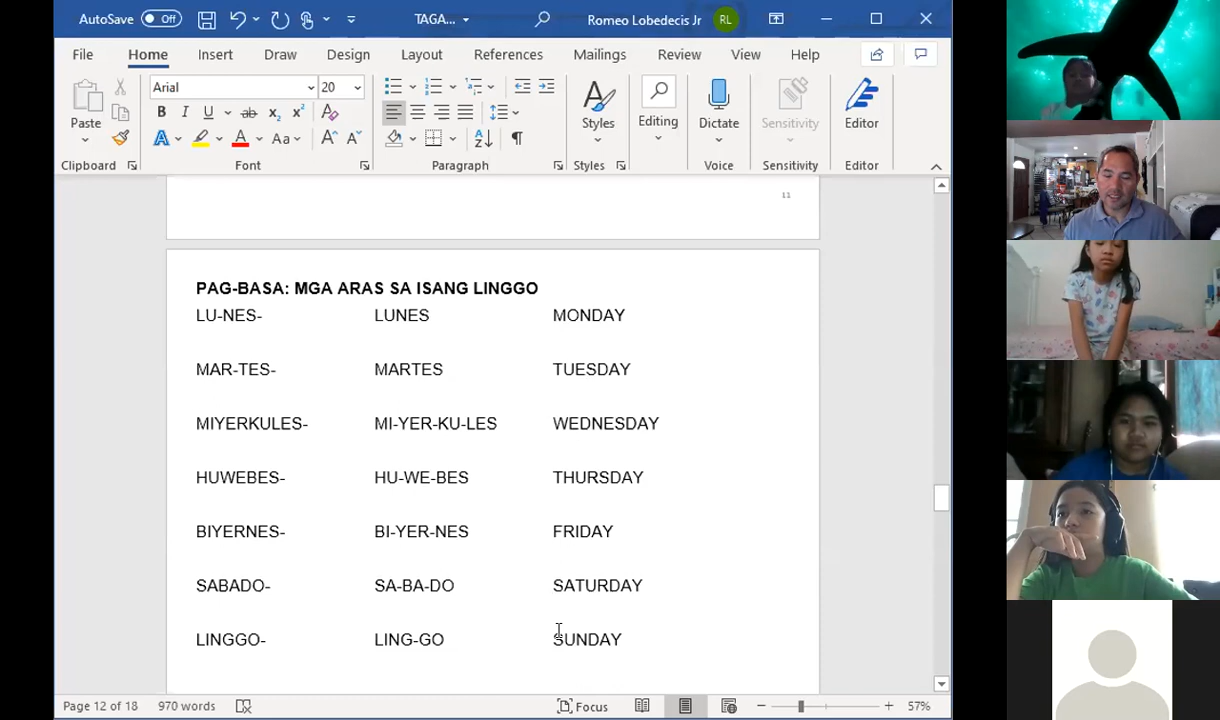 AutoSave Off TAGA... Romeo Lobedecis Jr RL
File Home Insert Draw Design Layout References Mailings Review View Help
Paste Arial 20 Styles Editing Dictate Sensitivity Editor
Clipboard Font Paragraph Styles Voice Sensitivity Editor
11
PAG-BASA: MGA ARAS SA ISANG LINGGO
LU-NES- LUNES MONDAY
MAR-TES- MARTES TUESDAY
MIYERKULES- MI-YER-KU-LES WEDNESDAY
HUWEBES- HU-WE-BES THURSDAY
BIYERNES- BI-YER-NES FRIDAY
SABADO- SA-BA-DO SATURDAY
LINGGO- LING-GO SUNDAY
Page 12 of 18 970 words Focus 57%